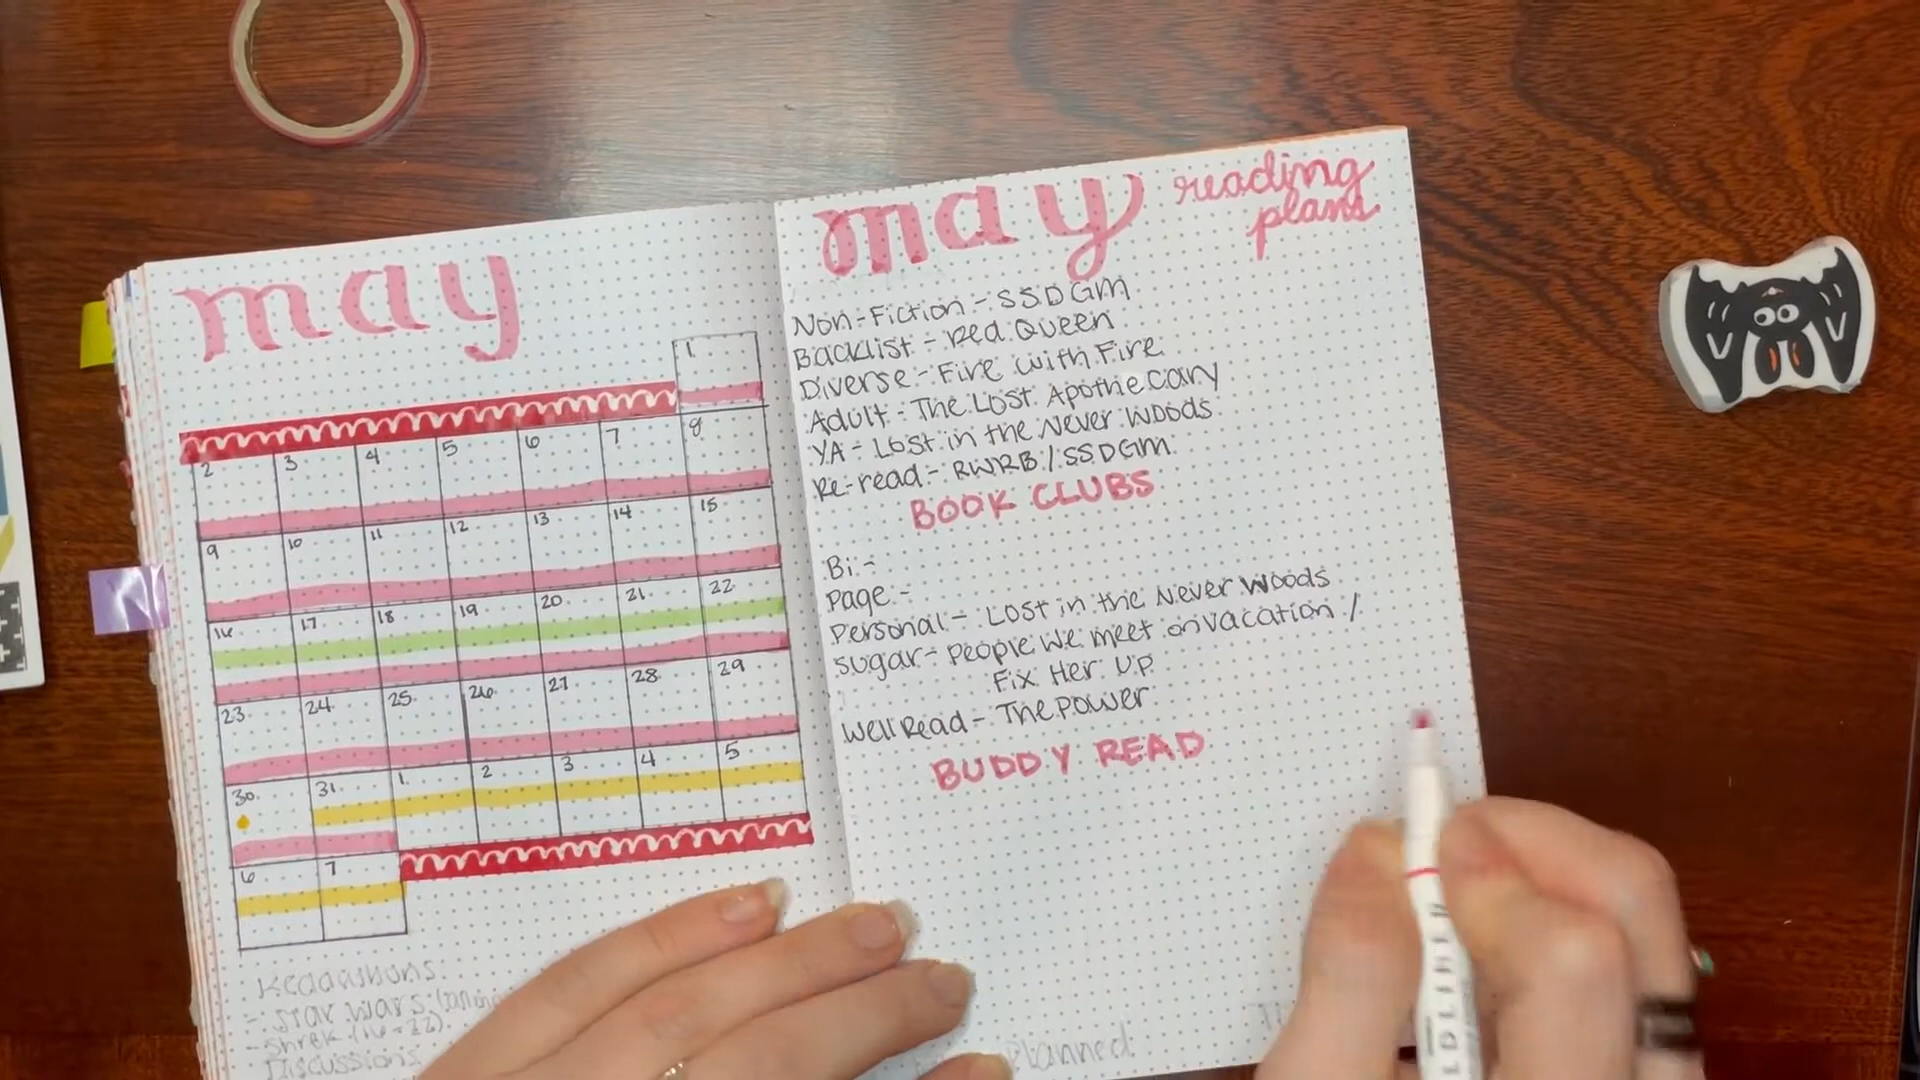 may
1
2 3 4 5 6 7 8
9 10 11 12 13 14 15
16 17 18 19 20 21 22
23 24 25 26 27 28 29
30 31 1 2 3 4 5
6 7
- Star Wars
- Shrek (16-22)
Discussions
may reading
plans
Non-Fiction - SSDGM
Backlist - Red Queen
Diverse - Fire with Fire
Adult - The Lost Apothecary
YA - Lost in the Never Woods
Re-read - RWRB / SSDGM
BOOK CLUBS
Bi -
Page -
Personal - Lost in the Never Woods
Sugar - People We meet on vacation /
Fix Her Up
Well Read - The Power
BUDDY READ
Planned